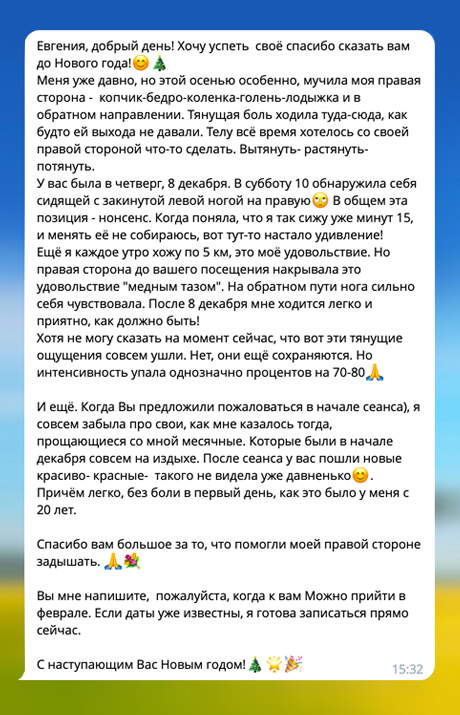 Евгения, добрый день! Хочу успеть своё спасибо сказать вам
до Нового года!😊 🎄
Меня уже давно, но этой осенью особенно, мучила моя правая
сторона - копчик-бедро-коленка-голень-лодыжка и в
обратном направлении. Тянущая боль ходила туда-сюда, как
будто ей выхода не давали. Телу всё время хотелось со своей
правой стороной что-то сделать. Вытянуть- растянуть-
потянуть.
У вас была в четверг, 8 декабря. В субботу 10 обнаружила себя
сидящей с закинутой левой ногой на правую🙄 В общем эта
позиция - нонсенс. Когда поняла, что я так сижу уже минут 15,
и менять её не собираюсь, вот тут-то настало удивление!
Ещё я каждое утро хожу по 5 км, это моё удовольствие. Но
правая сторона до вашего посещения накрывала это
удовольствие "медным тазом". На обратном пути нога сильно
себя чувствовала. После 8 декабря мне ходится легко и
приятно, как должно быть!
Хотя не могу сказать на момент сейчас, что вот эти тянущие
ощущения совсем ушли. Нет, они ещё сохраняются. Но
интенсивность упала однозначно процентов на 70-80🙏
И ещё. Когда Вы предложили пожаловаться в начале сеанса), я
совсем забыла про свои, как мне казалось тогда,
прощающиеся со мной месячные. Которые были в начале
декабря совсем на издыхе. После сеанса у вас пошли новые
красиво- красные- такого не видела уже давненько😊.
Причём легко, без боли в первый день, как это было у меня с
20 лет.
Спасибо вам большое за то, что помогли моей правой стороне
задышать. 🙏💐
Вы мне напишите, пожалуйста, когда к вам Можно прийти в
феврале. Если даты уже известны, я готова записаться прямо
сейчас.
С наступающим Вас Новым годом!🎄🌟🎉
15:32